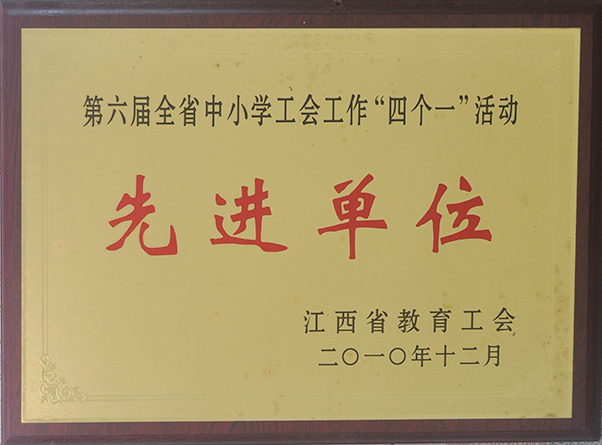 第六届全省中小学工会工作“四个一”活动
先进单位
江西省教育工会
二〇一〇年十二月